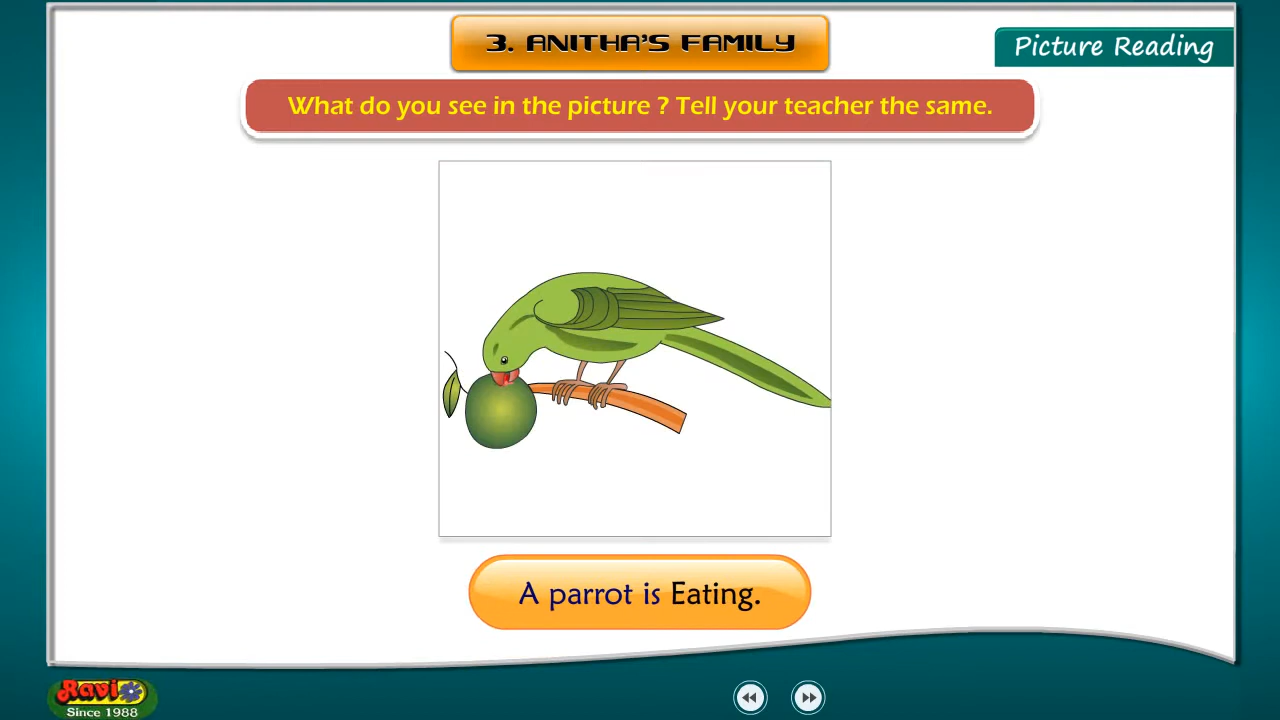 3. ANITHA'S FAMILY
Picture Reading
What do you see in the picture ? Tell your teacher the same.
A parrot is Eating.
Ravi
Since 1988